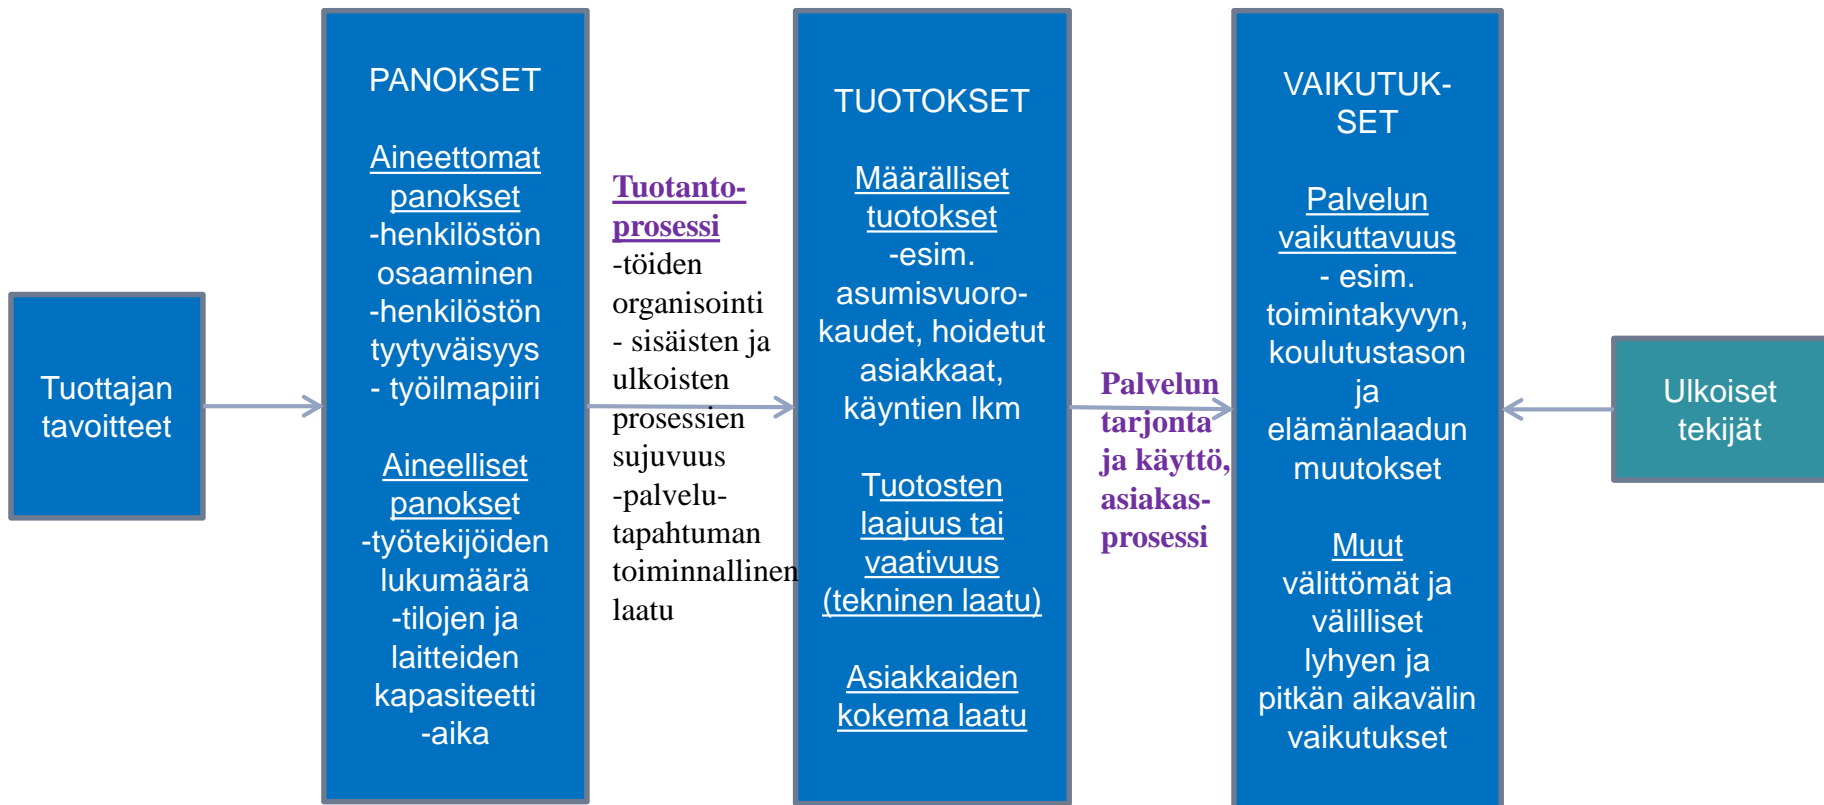 Tuottajan
tavoitteet
PANOKSET
Aineettomat
panokset
-henkilöstön
osaaminen
-henkilöstön
tyytyväisyys
- työilmapiiri
Aineelliset
panokset
-työtekijöiden
lukumäärä
-tilojen ja
laitteiden
kapasiteetti
-aika
Tuotanto-
prosessi
-töiden
organisointi
- sisäisten ja
ulkoisten
prosessien
sujuvuus
-palvelu-
tapahtuman
toiminnallinen
laatu
TUOTOKSET
Määrälliset
tuotokset
-esim.
asumisvuoro-
kaudet, hoidetut
asiakkaat,
käyntien lkm
Tuotosten
laajuus tai
vaativuus
(tekninen laatu)
Asiakkaiden
kokema laatu
Palvelun
tarjonta
ja käyttö,
asiakas-
prosessi
VAIKUTUK-
SET
Palvelun
vaikuttavuus
- esim.
toimintakyvyn,
koulutustason
ja
elämänlaadun
muutokset
Muut
välittömät ja
välilliset
lyhyen ja
pitkän aikavälin
vaikutukset
Ulkoiset
tekijät